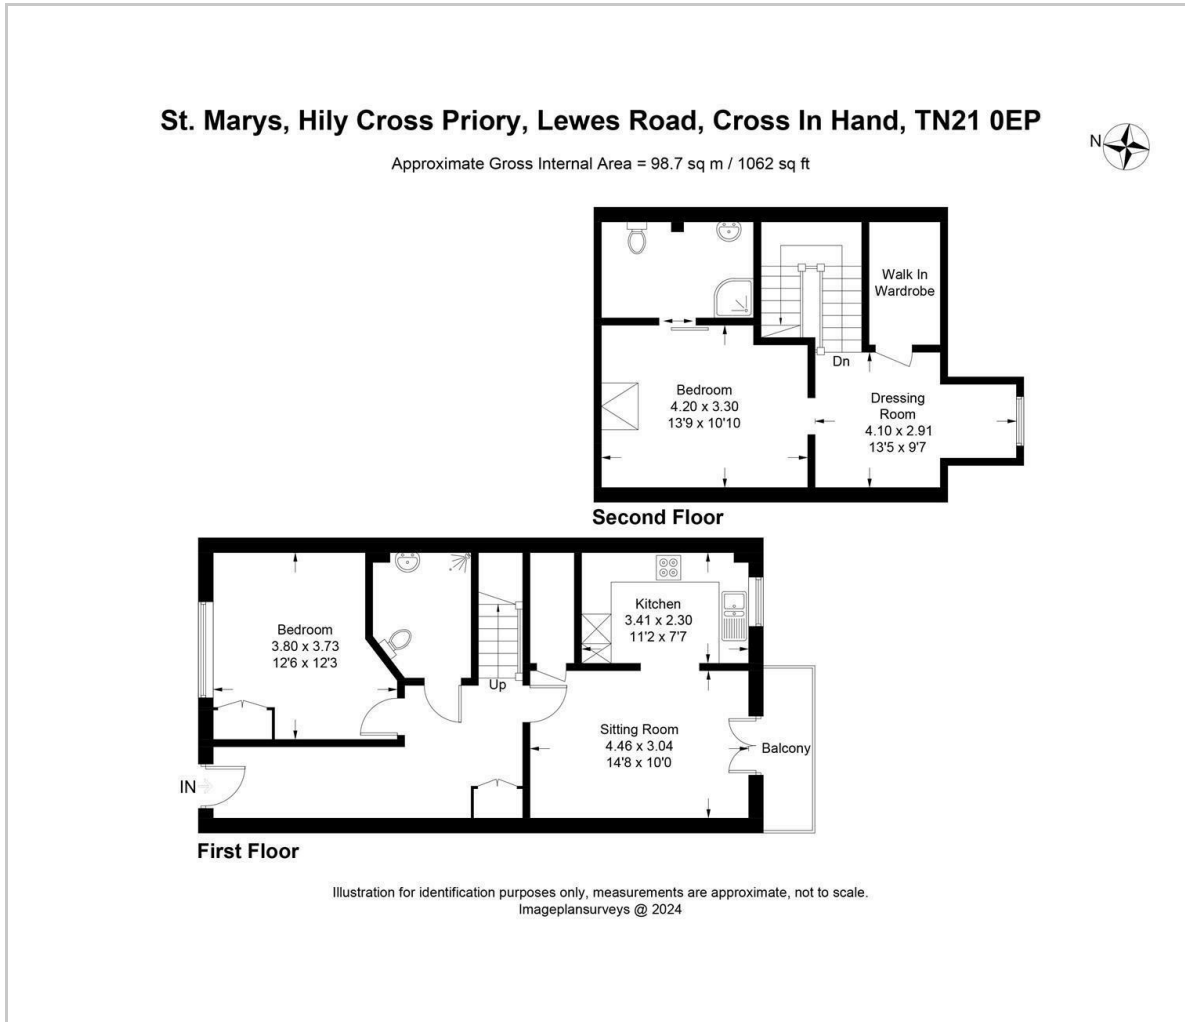 St. Marys, Hily Cross Priory, Lewes Road, Cross In Hand, TN21 0EP
Approximate Gross Internal Area = 98.7 sq m / 1062 sq ft
N
Walk In
Wardrobe
Dn
Bedroom
4.20 x 3.30
13'9 x 10'10
Dressing
Room
4.10 x 2.91
13'5 x 9'7
Second Floor
Bedroom
3.80 x 3.73
12'6 x 12'3
Up
Kitchen
3.41 x 2.30
11'2 x 7'7
Sitting Room
4.46 x 3.04
14'8 x 10'0
Balcony
IN
First Floor
Illustration for identification purposes only, measurements are approximate, not to scale.
Imageplansurveys @ 2024